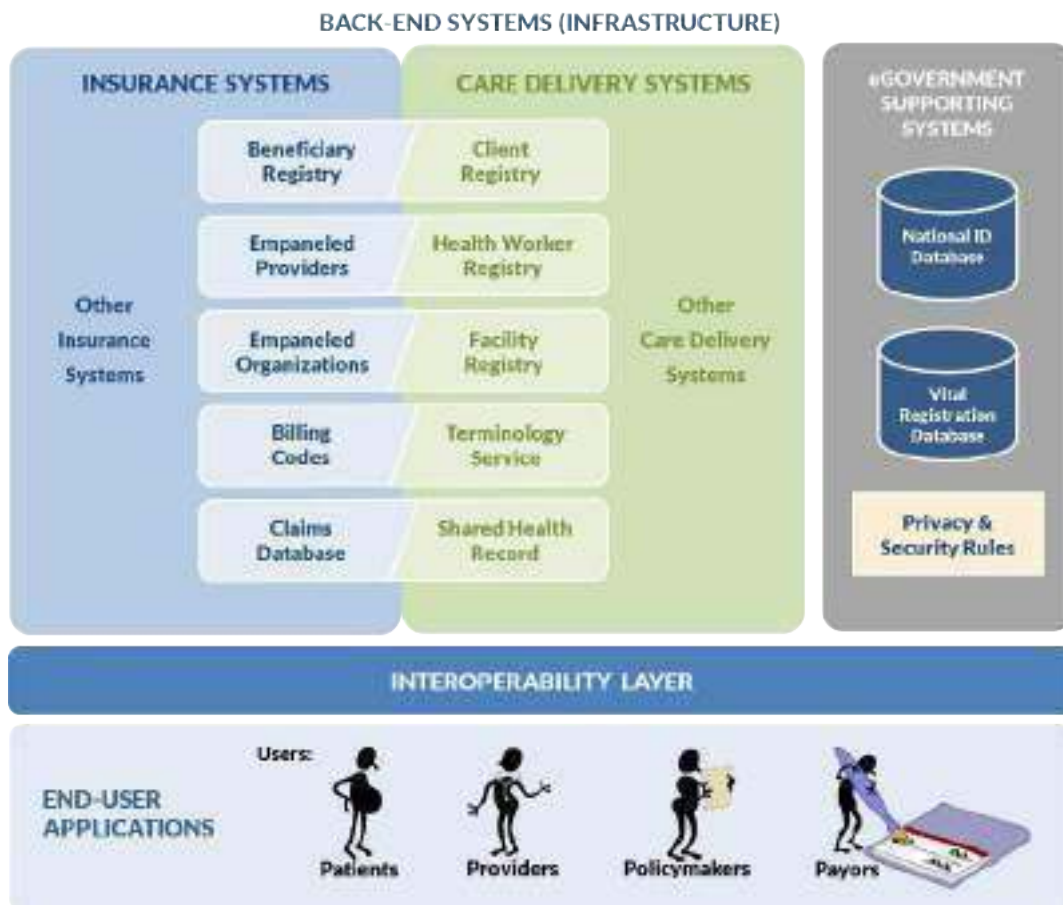 BACK-END SYSTEMS (INFRASTRUCTURE)
INSURANCE SYSTEMS
CARE DELIVERY SYSTEMS
eGOVERNMENT
SUPPORTING
SYSTEMS
Beneficiary
Registry
Client
Registry
Empaneled
Providers
Health Worker
Registry
Empaneled
Organizations
Facility
Registry
Billing
Codes
Terminology
Service
Claims
Database
Shared Health
Record
Other
Insurance
Systems
Other
Care Delivery
Systems
National ID
Database
Vital
Registration
Database
Privacy &
Security Rules
INTEROPERABILITY LAYER
END-USER
APPLICATIONS
Users:
Patients
Providers
Policymakers
Payors